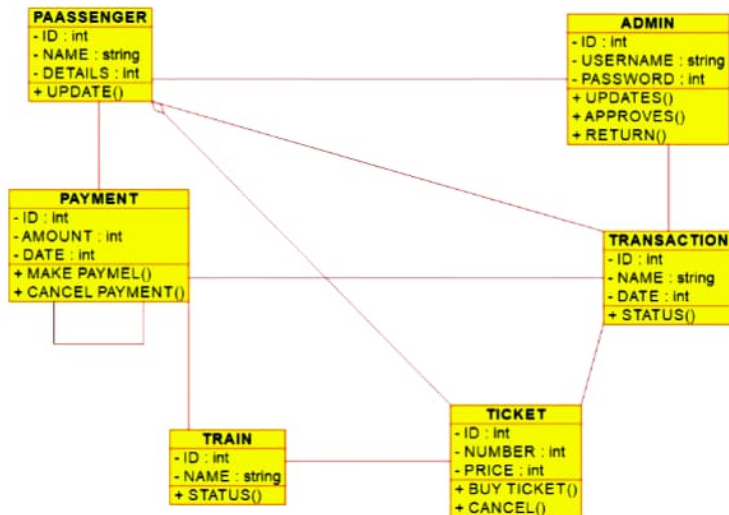 PAASSENGER
- ID : int
- NAME : string
- DETAILS : int
+ UPDATE()
ADMIN
- ID : int
- USERNAME : string
- PASSWORD : int
+ UPDATES()
+ APPROVES()
+ RETURN()
PAYMENT
- ID : int
- AMOUNT : int
- DATE : int
+ MAKE PAYMEL()
+ CANCEL PAYMENT()
TRANSACTION
- ID : int
- NAME : string
- DATE : int
+ STATUS()
TRAIN
- ID : int
- NAME : string
+ STATUS()
TICKET
- ID : int
- NUMBER : int
- PRICE : int
+ BUY TICKET()
+ CANCEL()